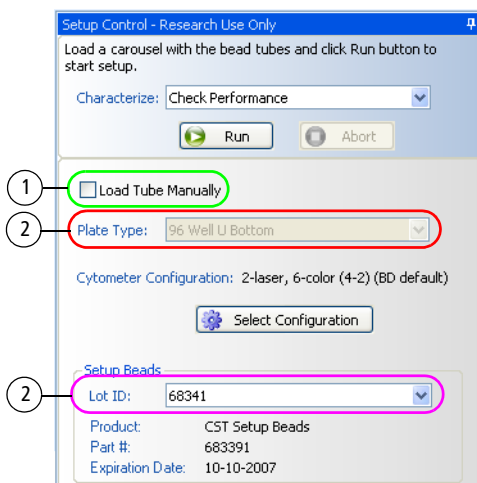 Setup Control - Research Use Only
Load a carousel with the bead tubes and click Run button to
start setup.
Characterize: Check Performance
Run Abort
1 Load Tube Manually
2 Plate Type: 96 Well U Bottom
Cytometer Configuration: 2-laser, 6-color (4-2) (BD default)
Select Configuration
Setup Beads
2 Lot ID: 68341
Product: CST Setup Beads
Part #: 683391
Expiration Date: 10-10-2007